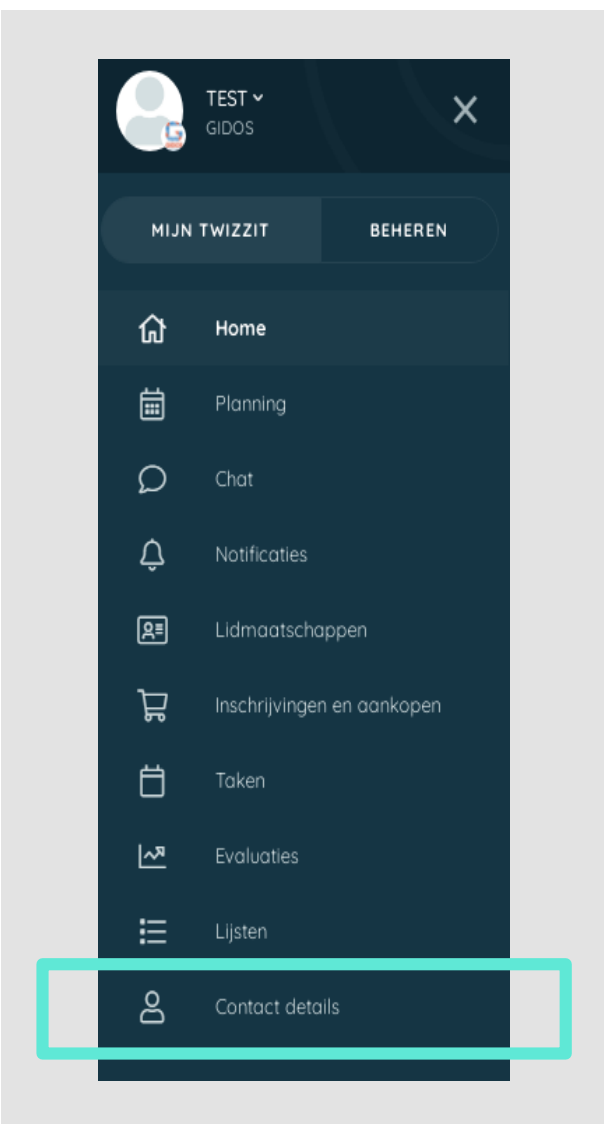 TEST
GIDOS
MIJN TWIZZIT
BEHEREN
Home
Planning
Chat
Notificaties
Lidmaatschappen
Inschrijvingen en aankopen
Taken
Evaluaties
Lijsten
Contact details